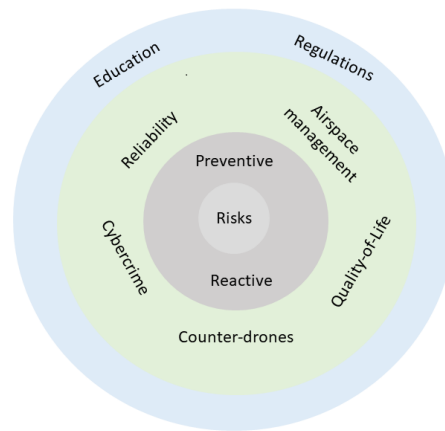 Education
Regulations
Reliability
Airspace
management
Preventive
Risks
Cybercrime
Quality-of-Life
Reactive
Counter-drones